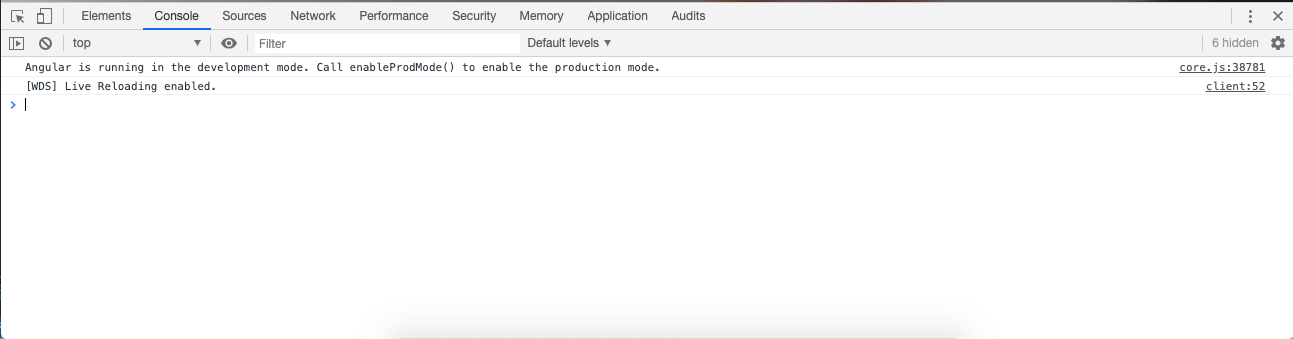 Elements Console Sources Network Performance Security Memory Application Audits
top Filter Default levels 6 hidden
Angular is running in the development mode. Call enableProdMode() to enable the production mode. core.js:38781
[WDS] Live Reloading enabled. client:52